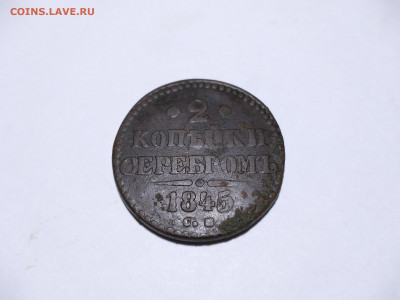 COINS.LAVE.RU
2
КОПѢЙКИ
СЕРЕБРОМЪ
1845